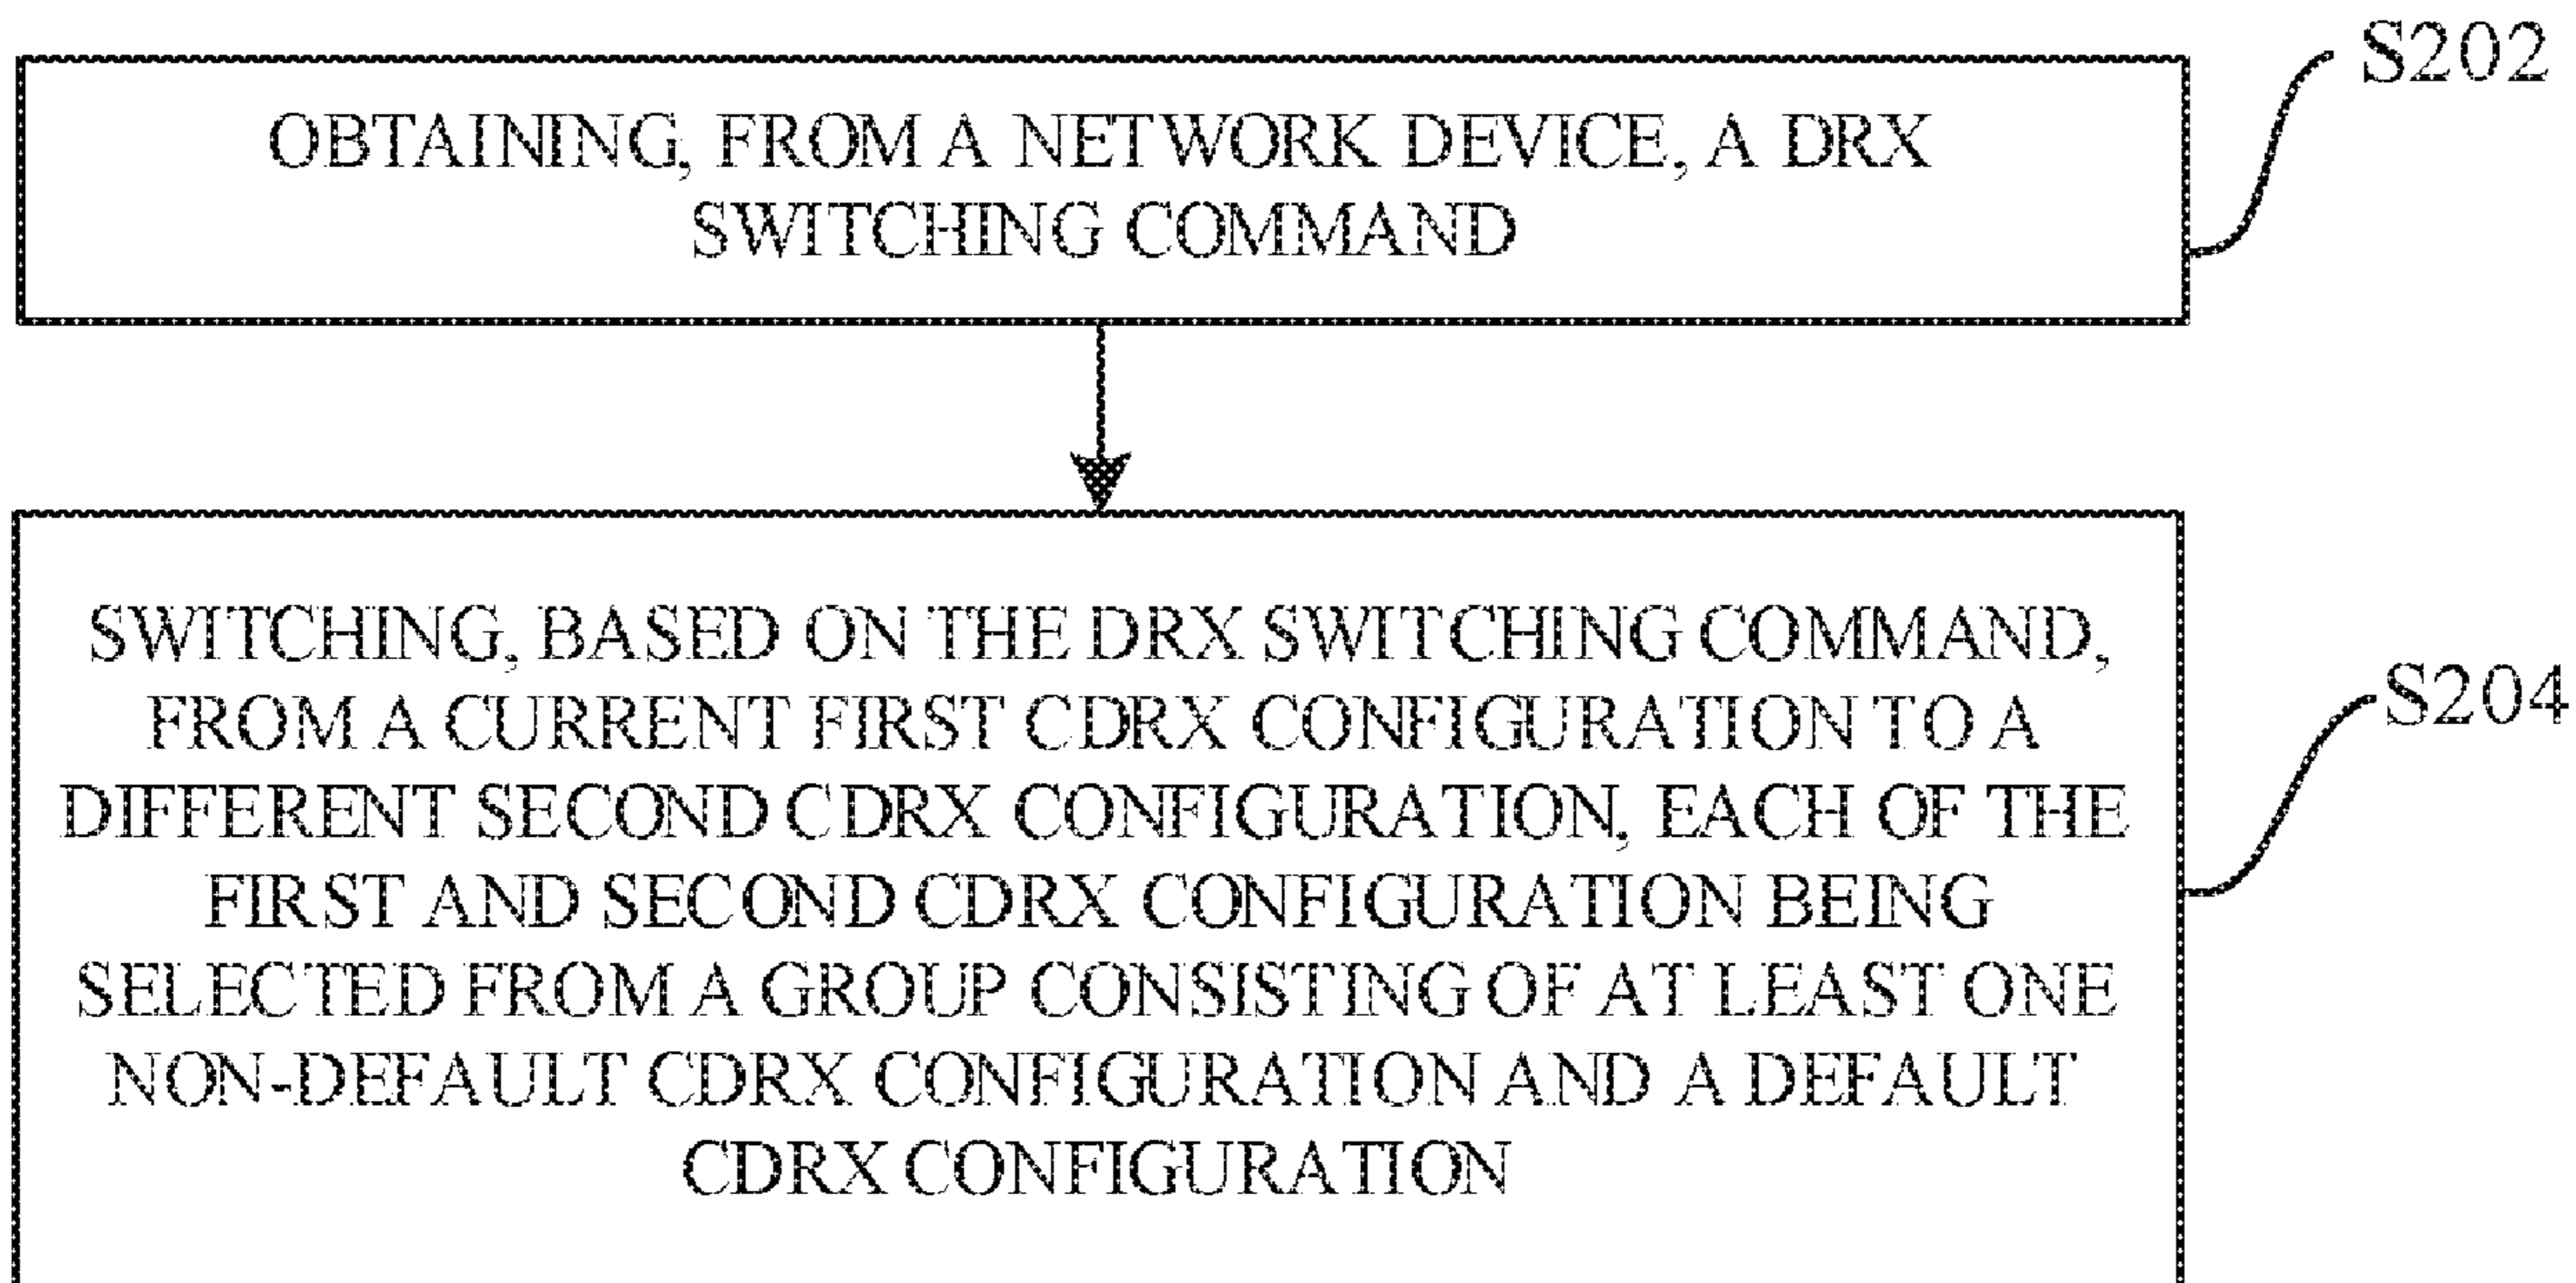 S202
OBTAINING, FROM A NETWORK DEVICE, A DRX
SWITCHING COMMAND
SWITCHING, BASED ON THE DRX SWITCHING COMMAND,
FROM A CURRENT FIRST CDRX CONFIGURATION TO A
DIFFERENT SECOND CDRX CONFIGURATION, EACH OF THE
FIRST AND SECOND CDRX CONFIGURATION BEING
SELECTED FROM A GROUP CONSISTING OF AT LEAST ONE
NON-DEFAULT CDRX CONFIGURATION AND A DEFAULT
CDRX CONFIGURATION
S204